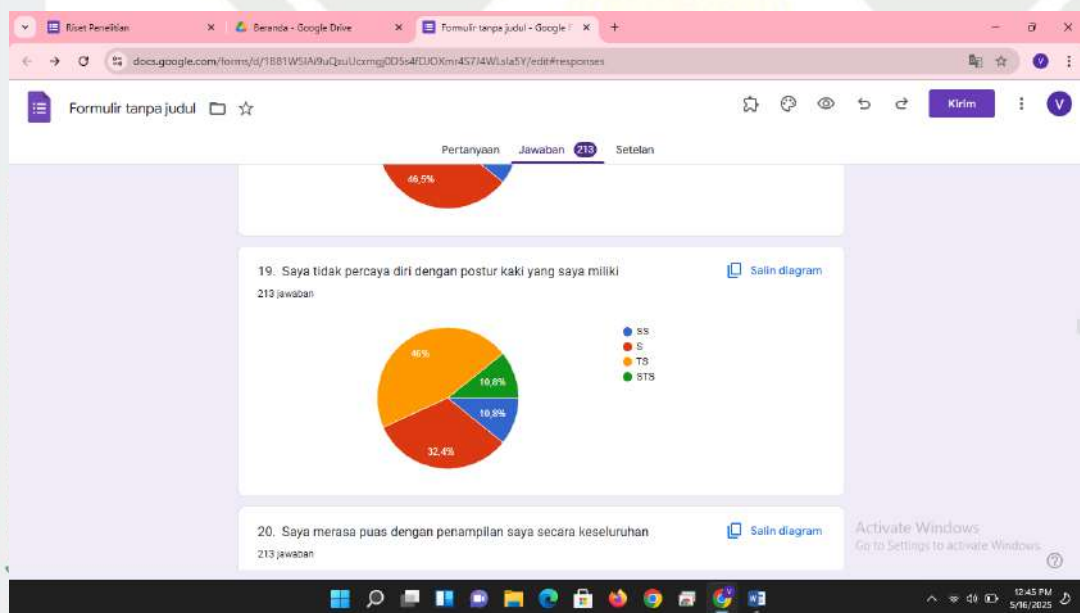 Riset Penelitian
Beranda - Google Drive
Formulir tanpa judul - Google F
Formulir tanpa judul
Kirim
V
Pertanyaan
Jawaban 213
Setelan
46,5%
19. Saya tidak percaya diri dengan postur kaki yang saya miliki
Salin diagram
213 jawaban
46%
10,8%
10,8%
32,4%
SS
S
TS
STS
20. Saya merasa puas dengan penampilan saya secara keseluruhan
Salin diagram
213 jawaban
Activate Windows
Go to Settings to activate Windows.
12:45 PM
5/16/2025